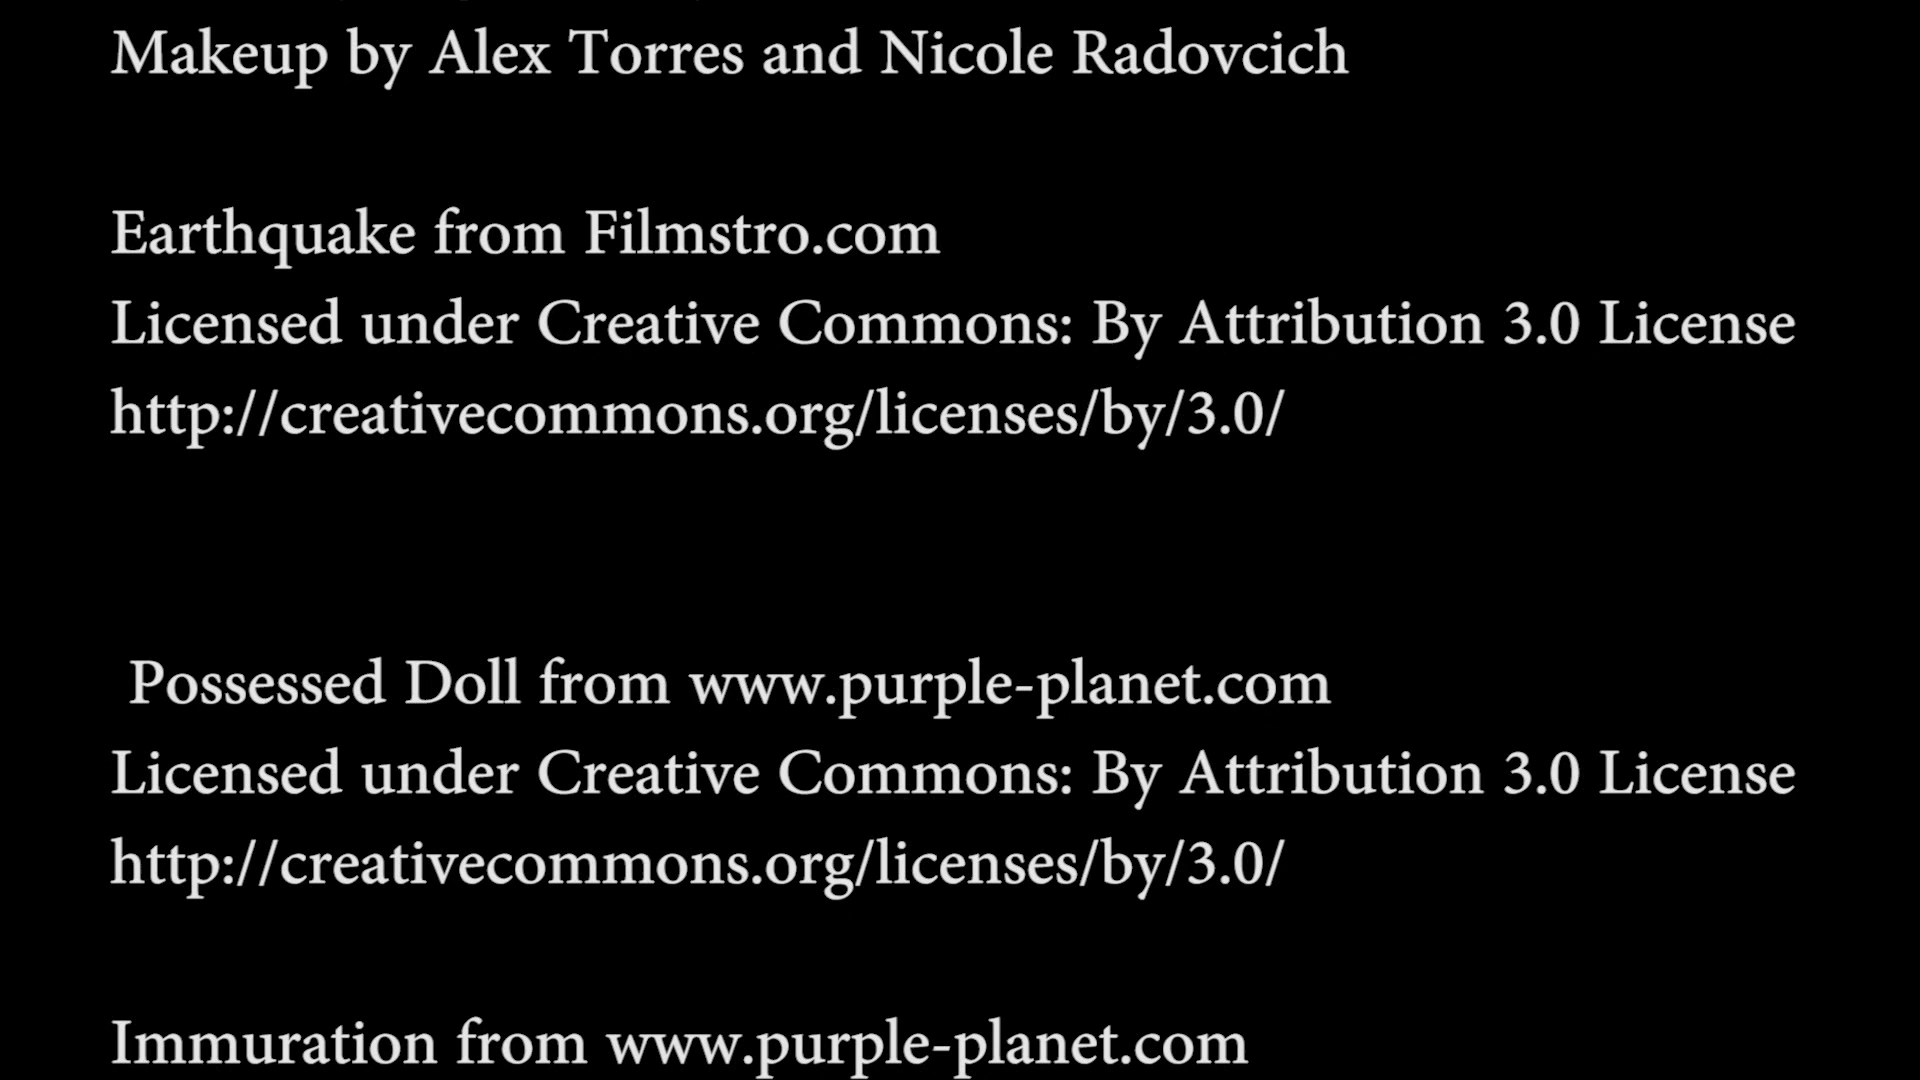 Makeup by Alex Torres and Nicole Radovcich
Earthquake from Filmstro.com
Licensed under Creative Commons: By Attribution 3.0 License
http://creativecommons.org/licenses/by/3.0/
Possessed Doll from www.purple-planet.com
Licensed under Creative Commons: By Attribution 3.0 License
http://creativecommons.org/licenses/by/3.0/
Immuration from www.purple-planet.com